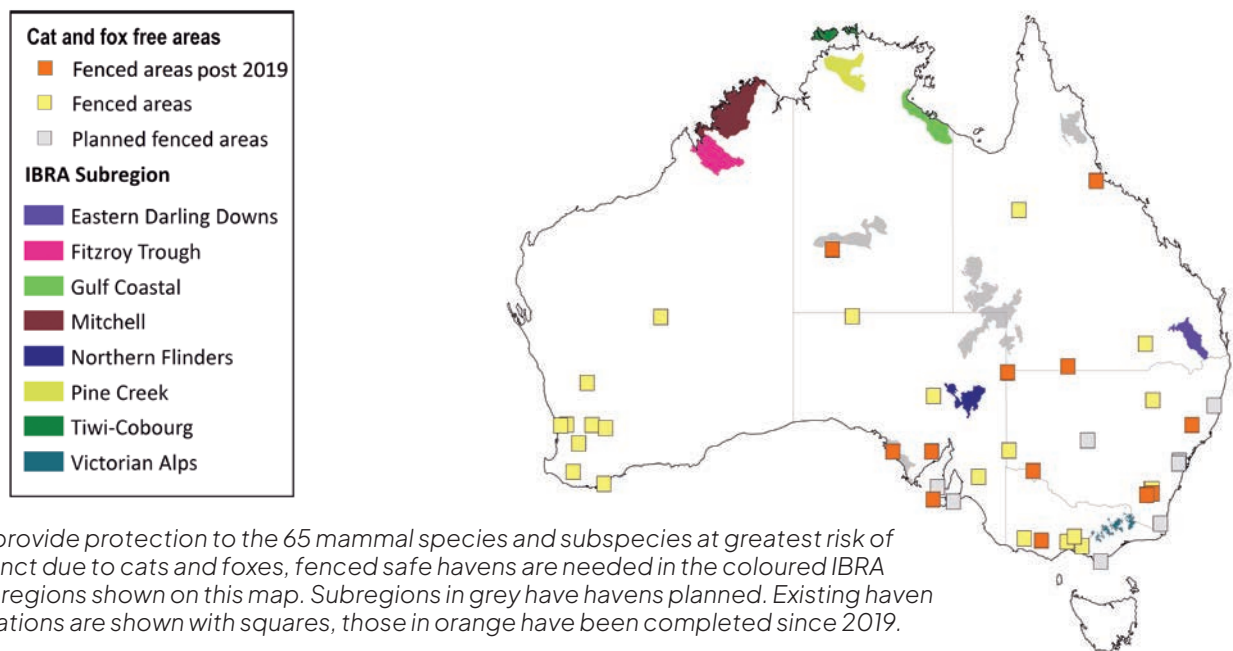 Cat and fox free areas
Fenced areas post 2019
Fenced areas
Planned fenced areas
IBRA Subregion
Eastern Darling Downs
Fitzroy Trough
Gulf Coastal
Mitchell
Northern Flinders
Pine Creek
Tiwi-Cobourg
Victorian Alps
provide protection to the 65 mammal species and subspecies at greatest risk of
nct due to cats and foxes, fenced safe havens are needed in the coloured IBRA
regions shown on this map. Subregions in grey have havens planned. Existing haven
ations are shown with squares, those in orange have been completed since 2019.